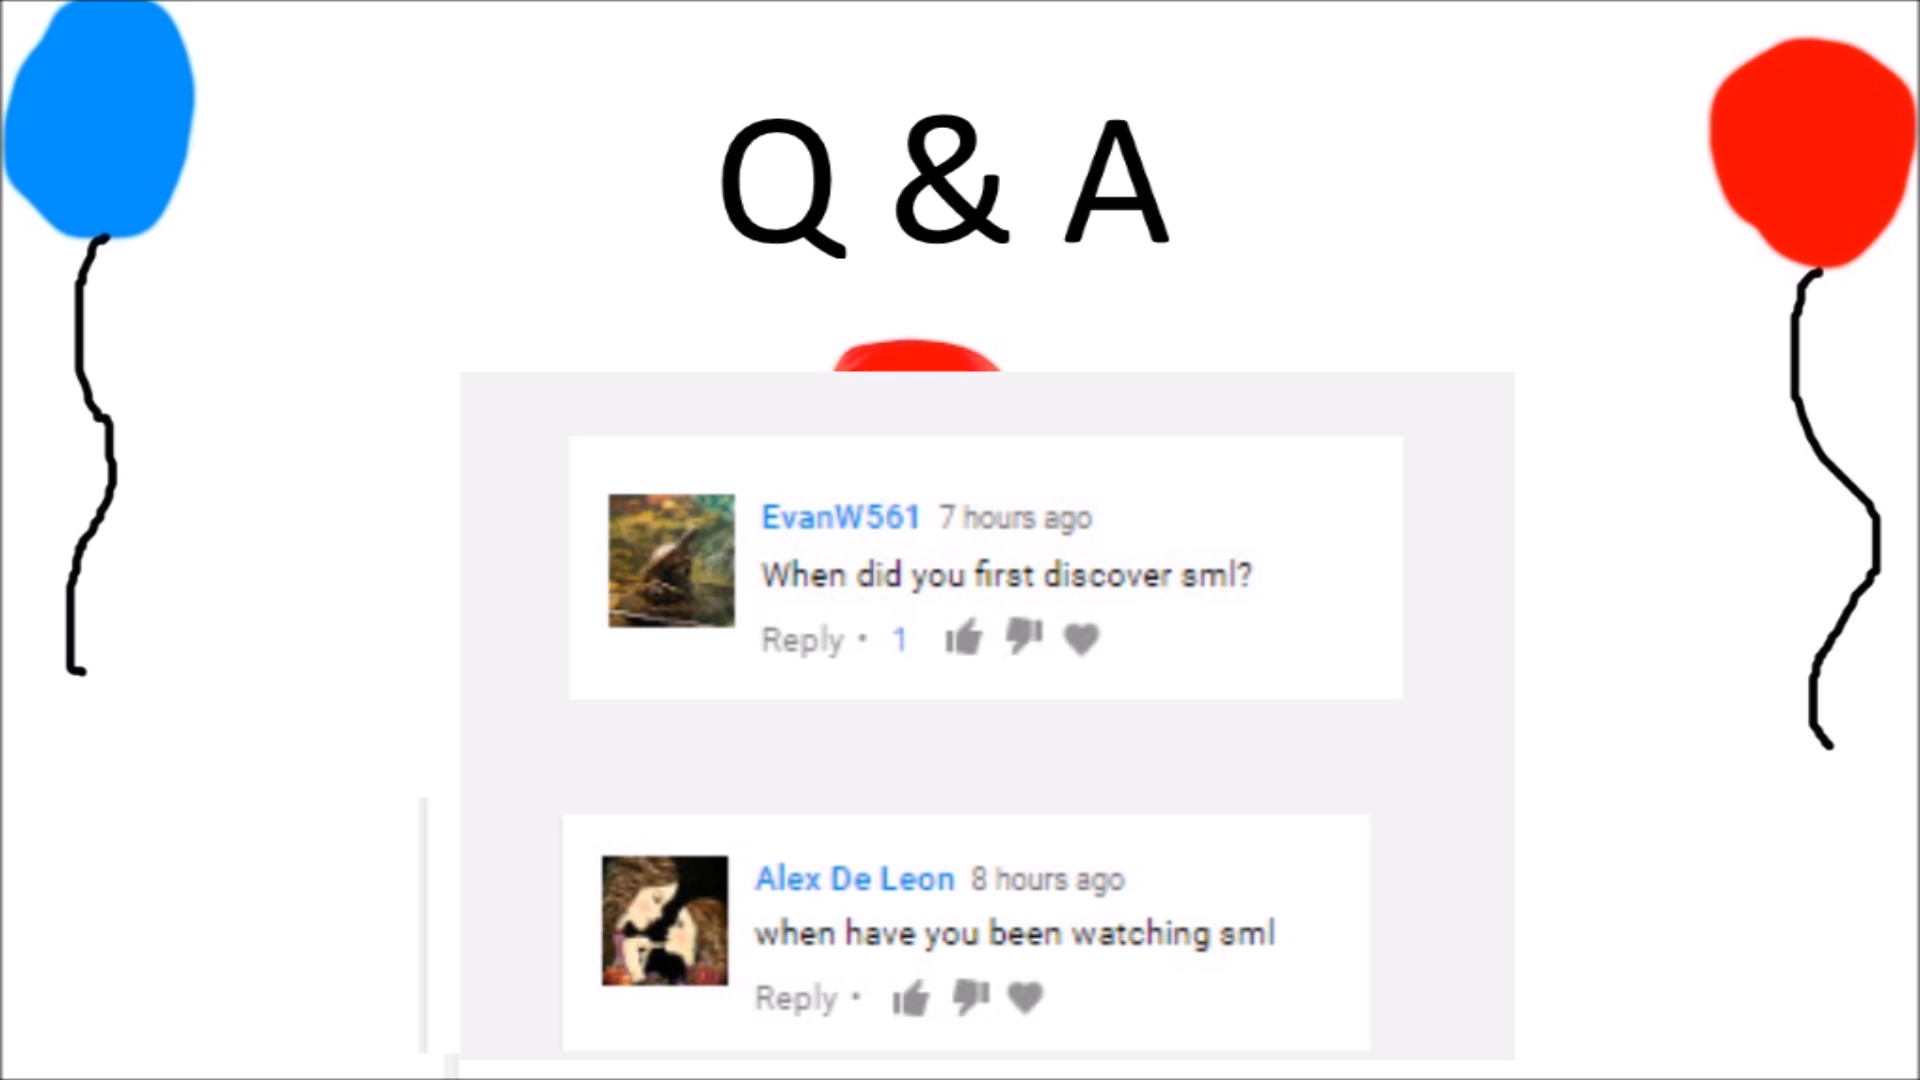 Q & A
EvanW561 7 hours ago
When did you first discover sml?
Reply • 1
Alex De Leon 8 hours ago
when have you been watching sml
Reply •